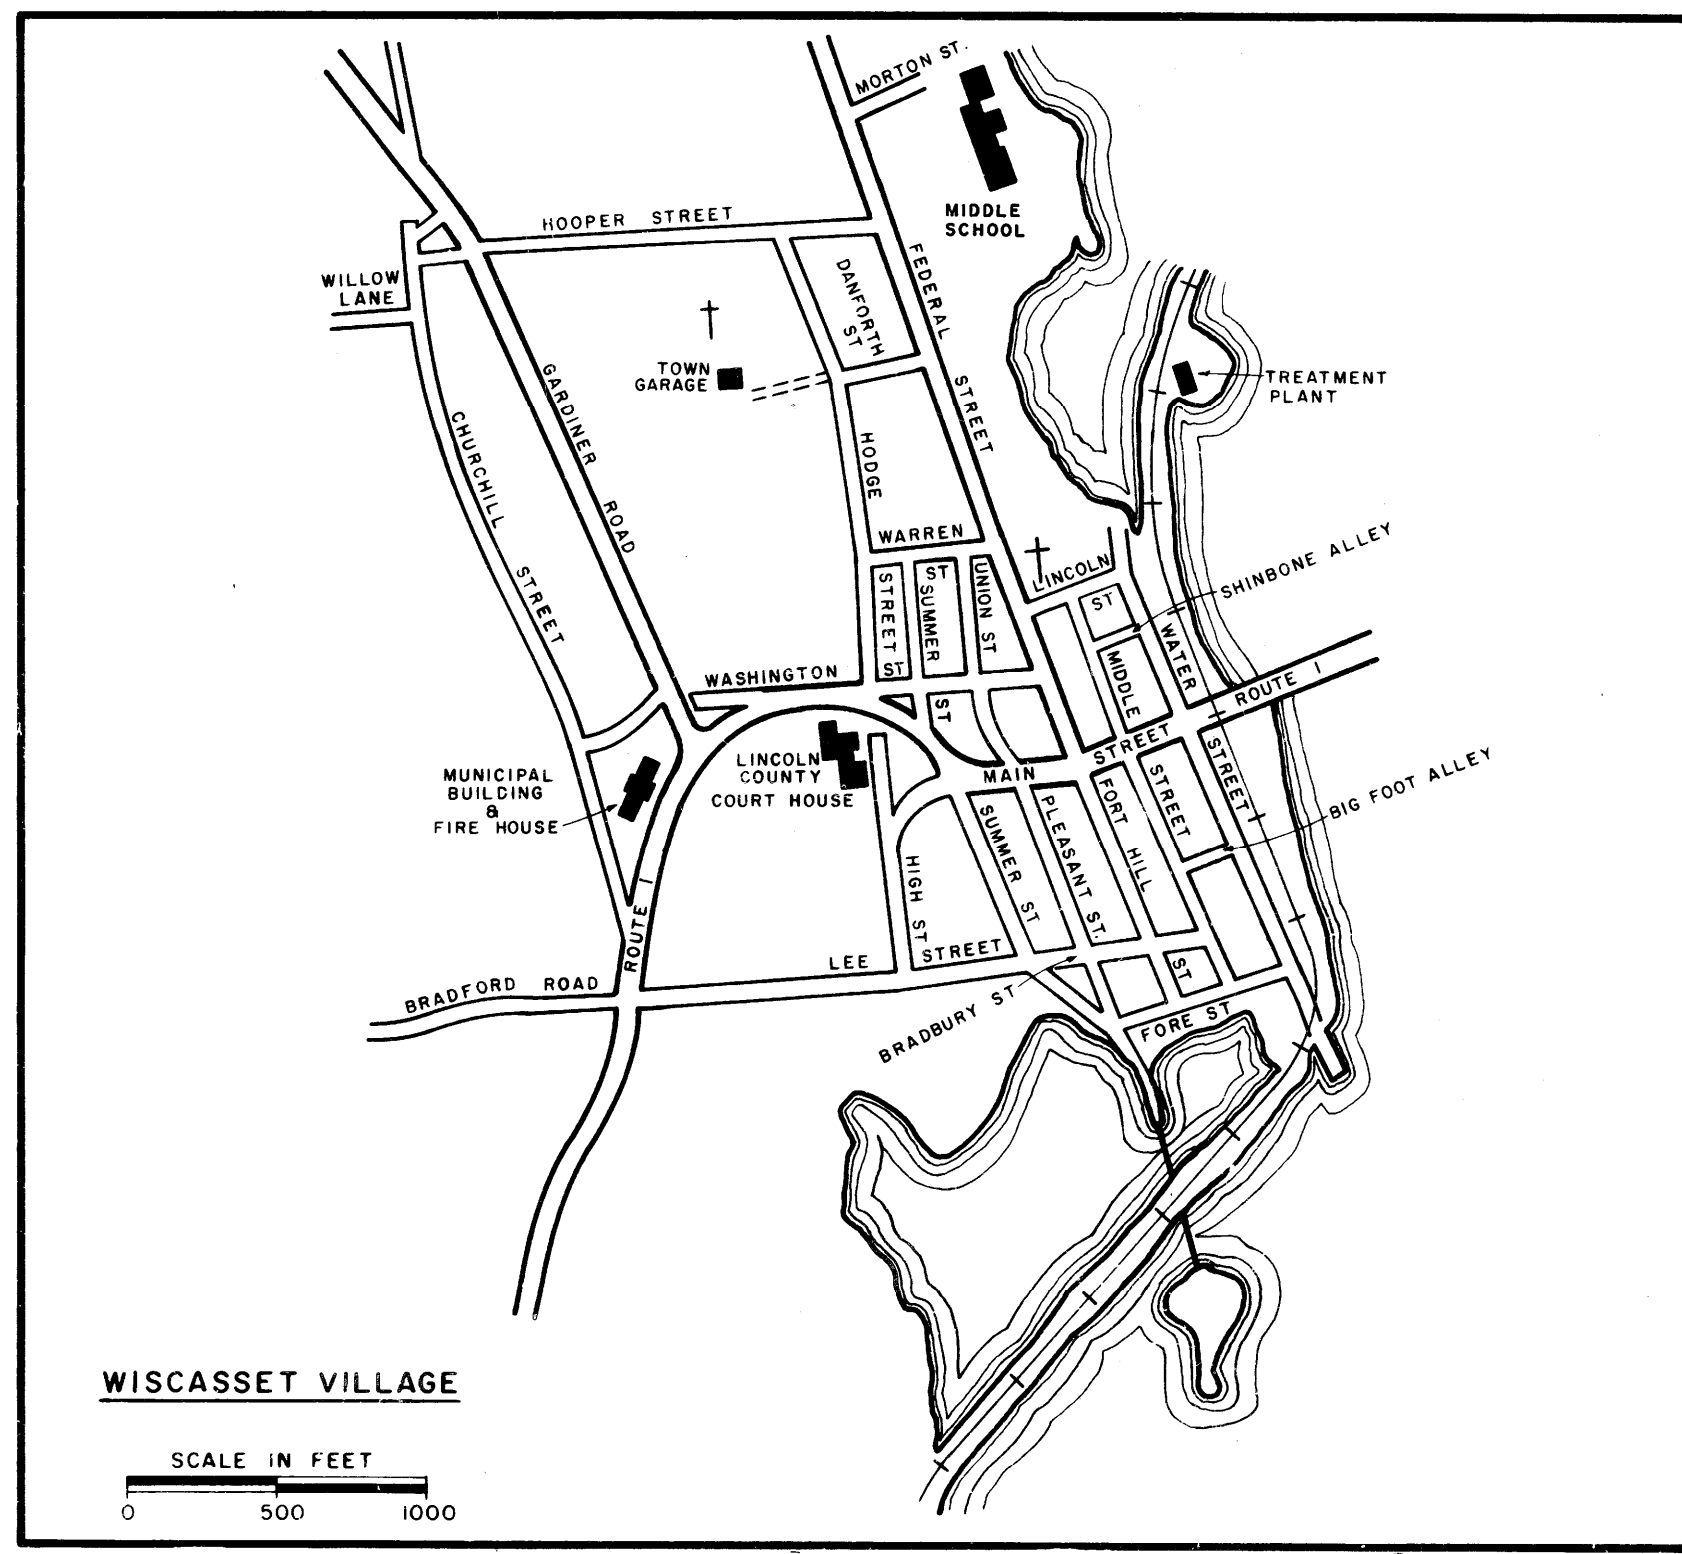 MORTON ST.
MIDDLE
SCHOOL
HOOPER STREET
WILLOW
LANE
DANFORTH
ST
FEDERAL
STREET
TOWN
GARAGE
TREATMENT
PLANT
GARDINER
ROAD
CHURCHILL
STREET
HODGE
STREET
WARREN
ST
SUMMER
ST
UNION ST
LINCOLN
ST
SHINBONE ALLEY
WASHINGTON
ST
WATER
STREET
MIDDLE
STREET
ROUTE 1
MAIN
STREET
LINCOLN
COUNTY
COURT HOUSE
MUNICIPAL
BUILDING
&
FIRE HOUSE
BIG FOOT ALLEY
SUMMER ST
PLEASANT ST.
FORT
HILL
ST
HIGH ST
ROUTE 1
LEE
STREET
BRADFORD ROAD
BRADBURY ST
FORE ST
WISCASSET VILLAGE
SCALE IN FEET
0 500 1000